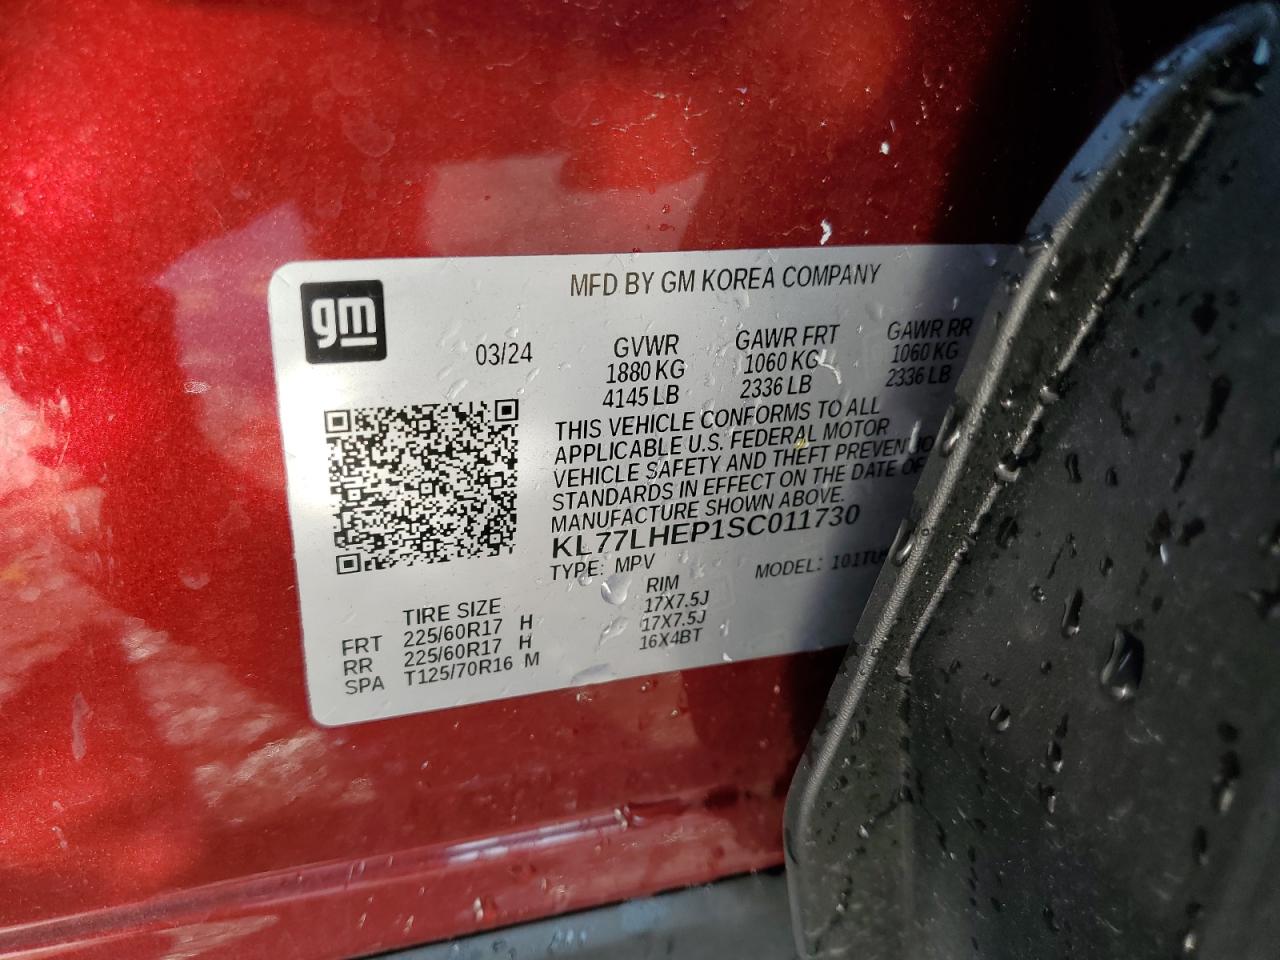 MFD BY GM KOREA COMPANY
gm
03/24
GVWR GAWR FRT GAWR RR
1880 KG 1060 KG 1060 KG
4145 LB 2336 LB 2336 LB
THIS VEHICLE CONFORMS TO ALL
APPLICABLE U.S. FEDERAL MOTOR
VEHICLE SAFETY AND THEFT PREVENTIO
STANDARDS IN EFFECT ON THE DATE OF
MANUFACTURE SHOWN ABOVE.
KL77LHEP1SC011730
TYPE: MPV MODEL: 101TU
TIRE SIZE RIM
FRT 225/60R17 H 17X7.5J
RR 225/60R17 H 17X7.5J
SPA T125/70R16 M 16X4BT